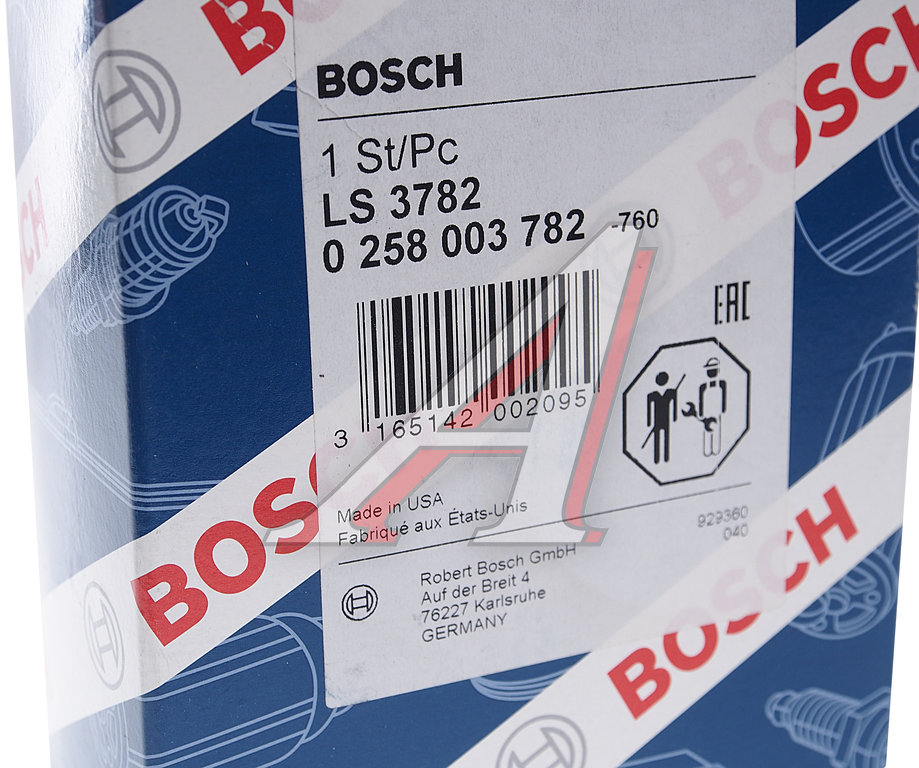 BOSCH
BOSCH
BOSCH
1 St/Pc
LS 3782
0 258 003 782 -760
EAC
3 165142 002095
Made in USA
Fabriqué aux États-Unis
929360
040
Robert Bosch GmbH
Auf der Breit 4
76227 Karlsruhe
GERMANY
BOSCH
BOSCH